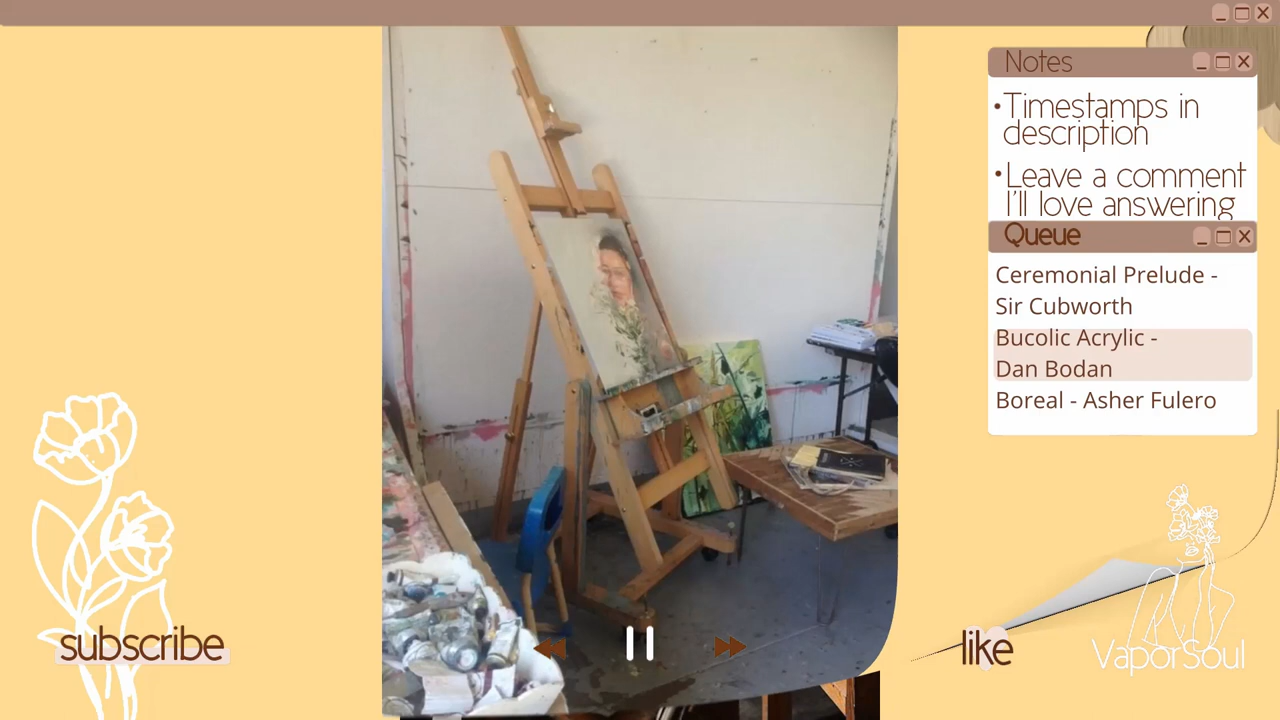 Notes
•Timestamps in
description
•Leave a comment
I'll love answering
Queue
Ceremonial Prelude -
Sir Cubworth
Bucolic Acrylic -
Dan Bodan
Boreal - Asher Fulero
subscribe
like
VaporSoul